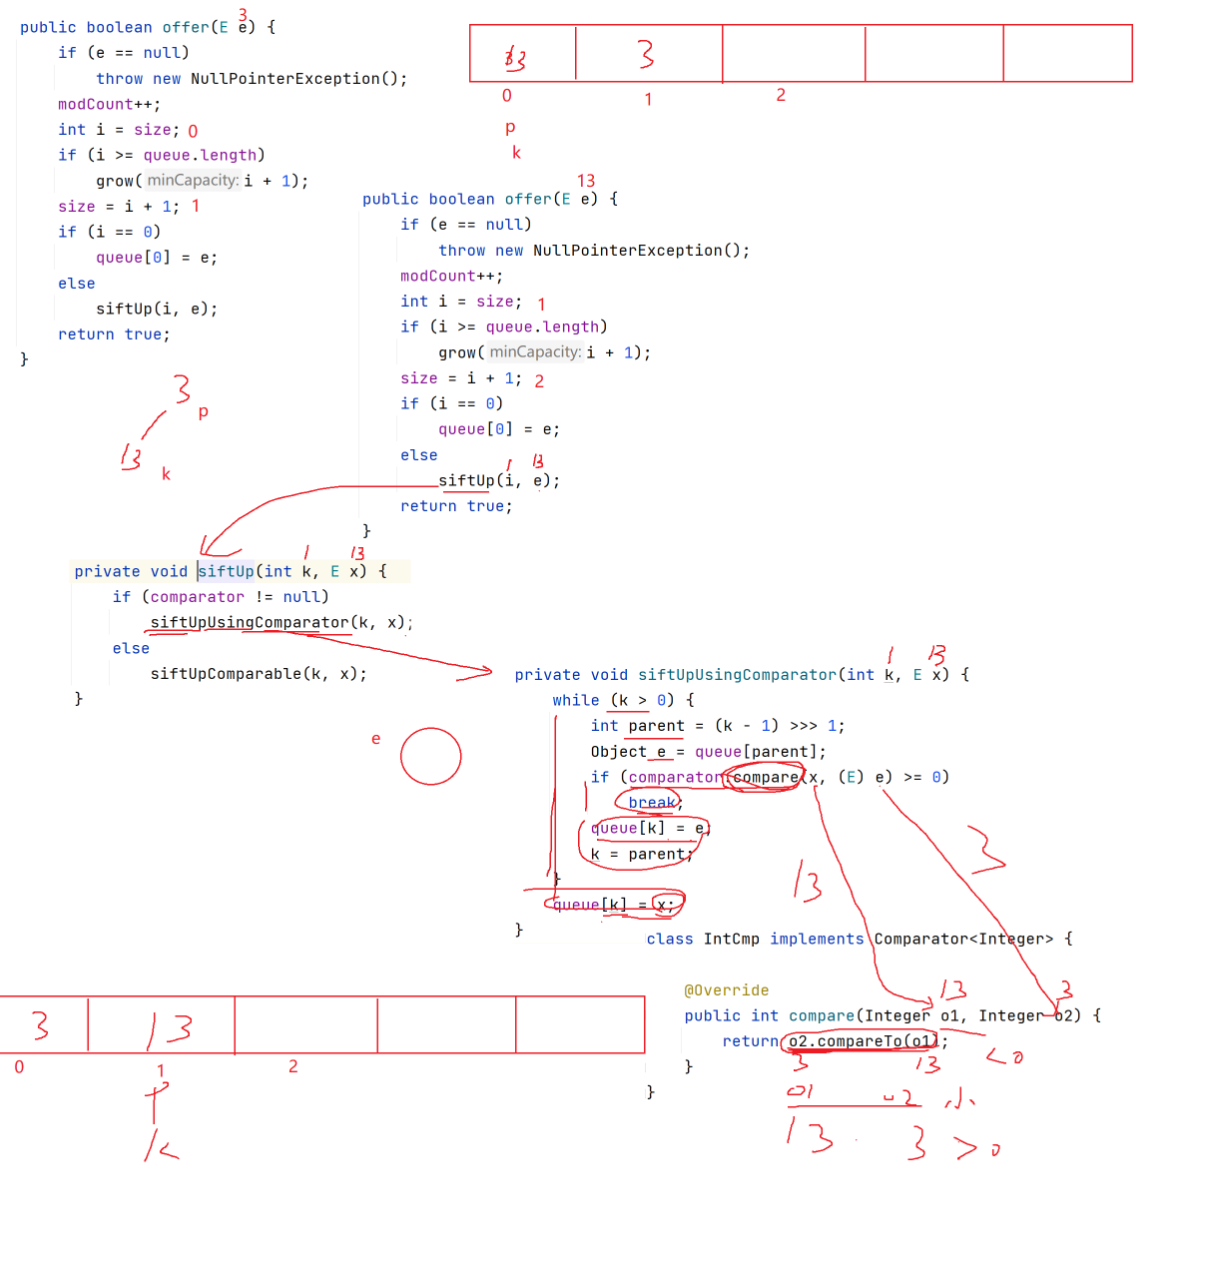 3
public boolean offer(E e) {
if (e == null)
throw new NullPointerException();
modCount++;
int i = size; 0
if (i >= queue.length)
grow( minCapacity: i + 1);
size = i + 1; 1
if (i == 0)
queue[0] = e;
else
siftUp(i, e);
return true;
}
3
0 1 2
p
k
13
public boolean offer(E e) {
if (e == null)
throw new NullPointerException();
modCount++;
int i = size; 1
if (i >= queue.length)
grow( minCapacity: i + 1);
size = i + 1; 2
if (i == 0)
queue[0] = e;
else
1 13
siftUp(i, e);
return true;
}
3
p
13
k
1 13
private void siftUp(int k, E x) {
if (comparator != null)
siftUpUsingComparator(k, x);
else
siftUpComparable(k, x);
}
e
1 13
private void siftUpUsingComparator(int k, E x) {
while (k > 0) {
int parent = (k - 1) >>> 1;
Object e = queue[parent];
if (comparator.compare(x, (E) e) >= 0)
break;
queue[k] = e;
k = parent;
}
queue[k] = x;
}
13
3
class IntCmp implements Comparator<Integer> {
@Override
13 3
public int compare(Integer o1, Integer o2) {
return o2.compareTo(o1);
<0
3 13
}
}
o1 o2 小
13 3 >0
3 13
0 1 2
p
k